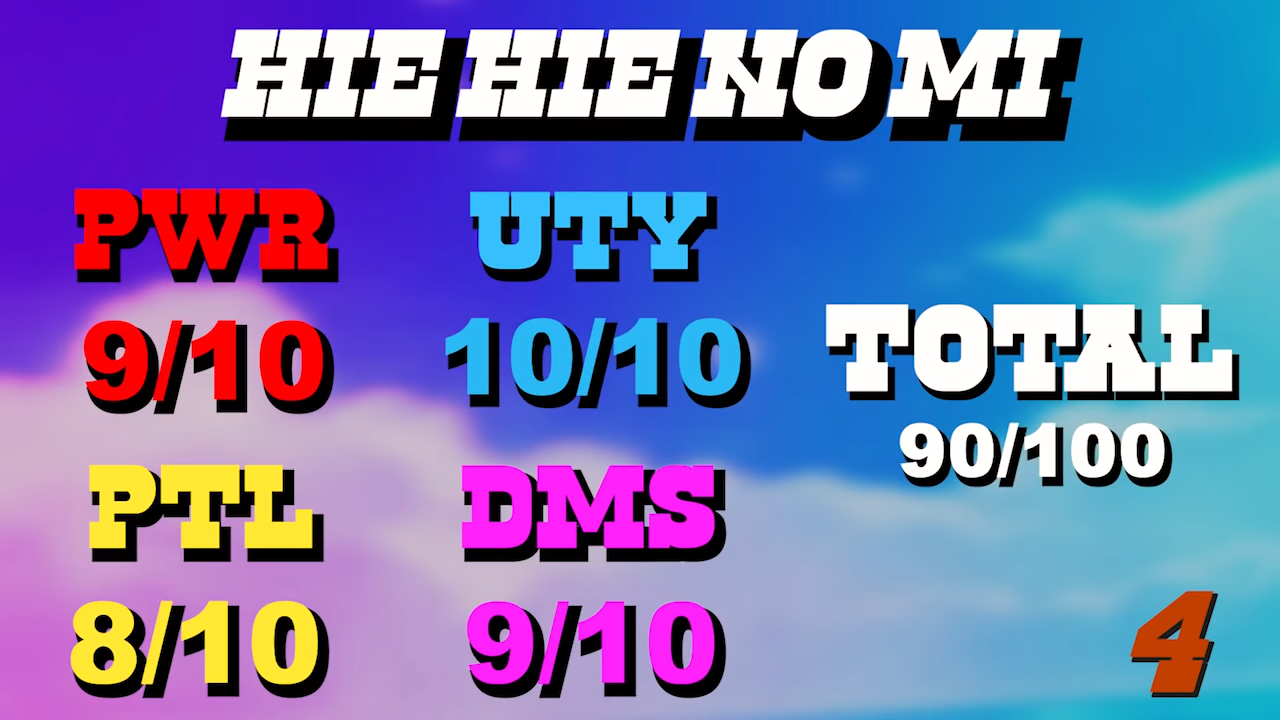 HIE HIE NO MI
PWR
9/10
UTY
10/10
PTL
8/10
DMS
9/10
TOTAL
90/100
4